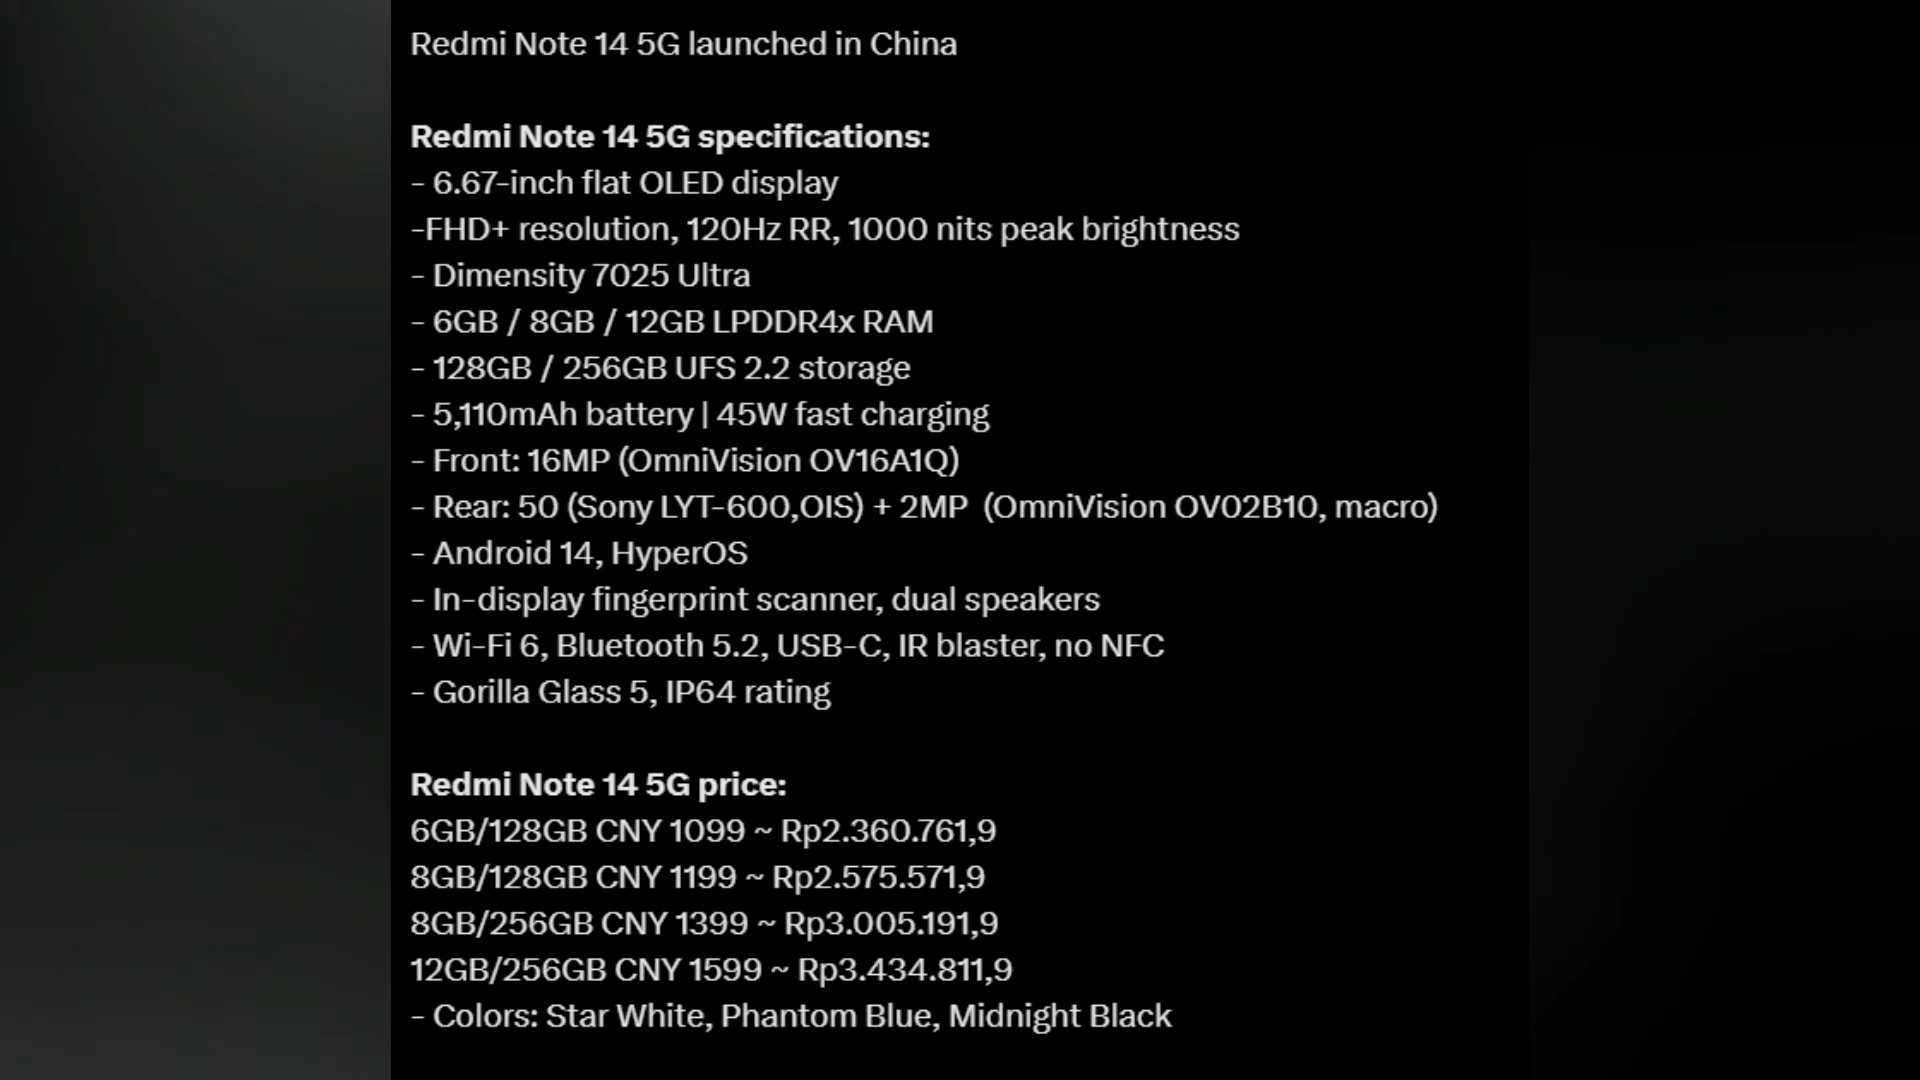 Redmi Note 14 5G launched in China
Redmi Note 14 5G specifications:
- 6.67-inch flat OLED display
-FHD+ resolution, 120Hz RR, 1000 nits peak brightness
- Dimensity 7025 Ultra
- 6GB / 8GB / 12GB LPDDR4x RAM
- 128GB / 256GB UFS 2.2 storage
- 5,110mAh battery | 45W fast charging
- Front: 16MP (OmniVision OV16A1Q)
- Rear: 50 (Sony LYT-600,OIS) + 2MP  (OmniVision OV02B10, macro)
- Android 14, HyperOS
- In-display fingerprint scanner, dual speakers
- Wi-Fi 6, Bluetooth 5.2, USB-C, IR blaster, no NFC
- Gorilla Glass 5, IP64 rating
Redmi Note 14 5G price:
6GB/128GB CNY 1099 ~ Rp2.360.761,9
8GB/128GB CNY 1199 ~ Rp2.575.571,9
8GB/256GB CNY 1399 ~ Rp3.005.191,9
12GB/256GB CNY 1599 ~ Rp3.434.811,9
- Colors: Star White, Phantom Blue, Midnight Black